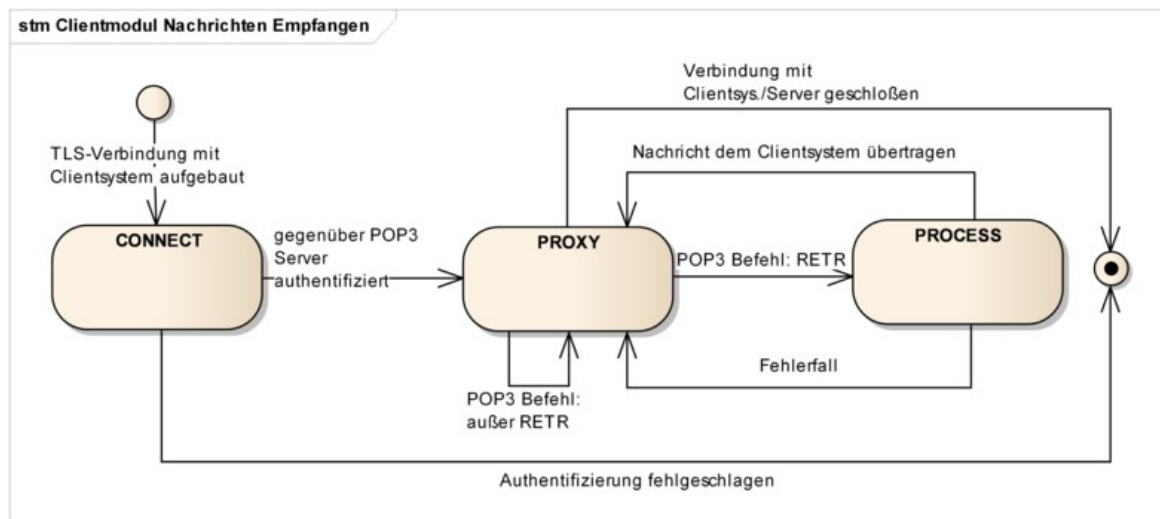 stm Clientmodul Nachrichten Empfangen
Verbindung mit
Clientsys./Server geschloßen
TLS-Verbindung mit
Clientsystem aufgebaut
Nachricht dem Clientsystem übertragen
CONNECT
gegenüber POP3
Server
authentifiziert
PROXY
POP3 Befehl: RETR
PROCESS
Fehlerfall
POP3 Befehl:
außer RETR
Authentifizierung fehlgeschlagen